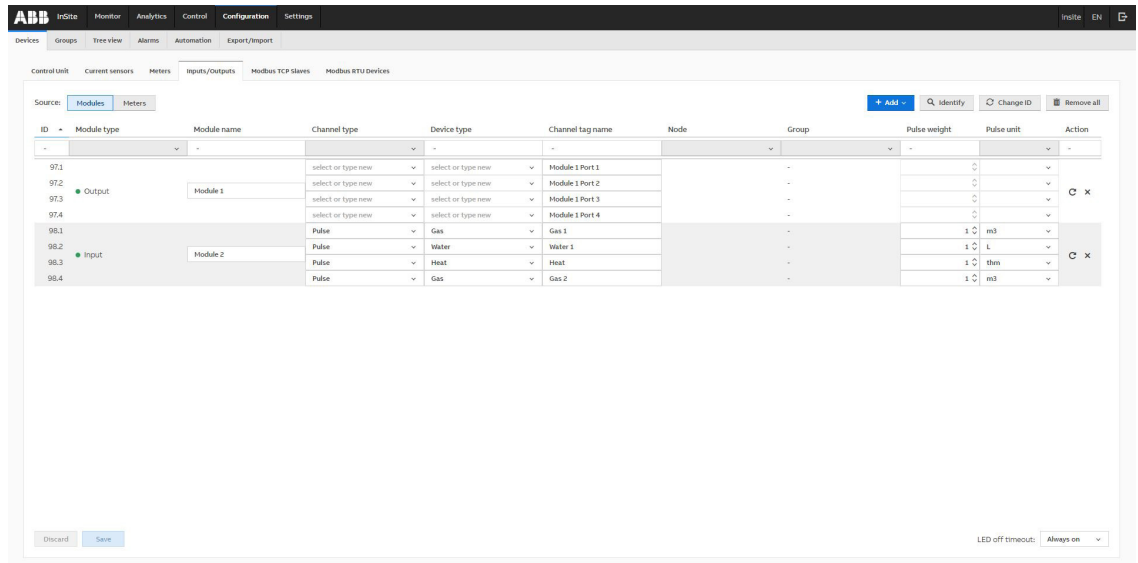 ABB InSite Monitor Analytics Control Configuration Settings Insite EN
Devices Groups Tree view Alarms Automation Export/Import
Control Unit Current sensors Meters Inputs/Outputs Modbus TCP Slaves Modbus RTU Devices
Source: Modules Meters + Add Identify Change ID Remove all
ID Module type Module name Channel type Device type Channel tag name Node Group Pulse weight Pulse unit Action
- - - - - -
97.1 select or type new select or type new Module 1 Port 1 -
97.2 select or type new select or type new Module 1 Port 2 -
Output Module 1
97.3 select or type new select or type new Module 1 Port 3 -
97.4 select or type new select or type new Module 1 Port 4 -
98.1 Pulse Gas Gas 1 - 1 m3
98.2 Pulse Water Water 1 - 1 L
Input Module 2
98.3 Pulse Heat Heat - 1 thm
98.4 Pulse Gas Gas 2 - 1 m3
Discard Save LED off timeout: Always on